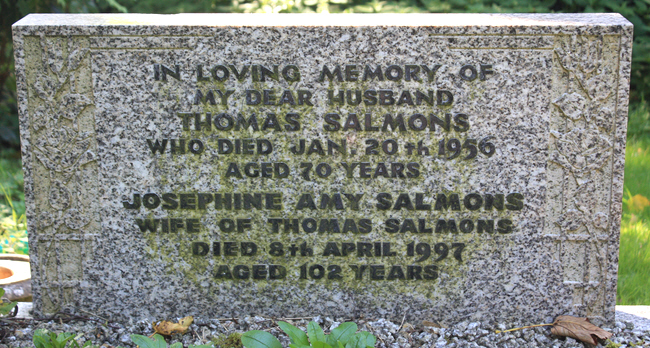 IN LOVING MEMORY OF
MY DEAR HUSBAND
THOMAS SALMONS
WHO DIED JAN. 20TH 1956
AGED 70 YEARS
JOSEPHINE AMY SALMONS
WIFE OF THOMAS SALMONS
DIED 8TH APRIL 1997
AGED 102 YEARS